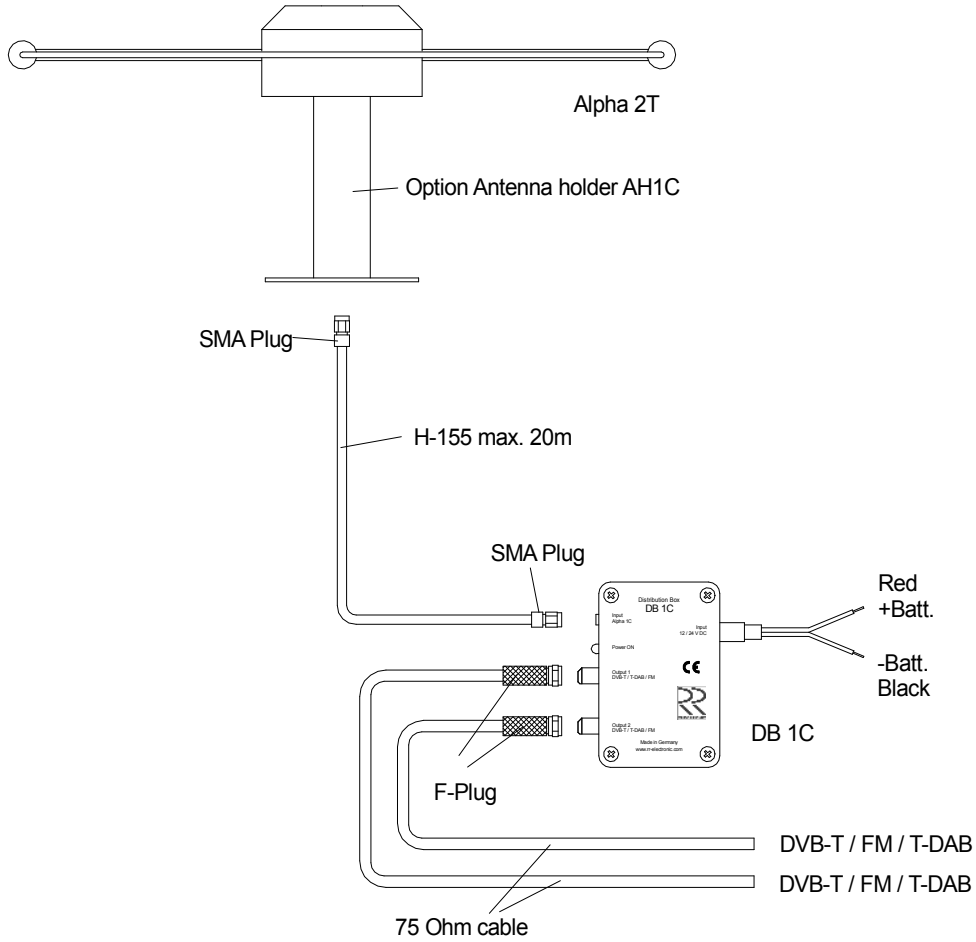 Alpha 2T
Option Antenna holder AH1C
SMA Plug
H-155 max. 20m
SMA Plug
Distribution Box
DB 1C
Input
Alpha 1C
Input
12 / 24 V DC
Power ON
Output 1
DVB-T / T-DAB / FM
Output 2
DVB-T / T-DAB / FM
Made in Germany
www.rr-electronic.com
CE
Red
+Batt.
-Batt.
Black
DB 1C
F-Plug
DVB-T / FM / T-DAB
DVB-T / FM / T-DAB
75 Ohm cable